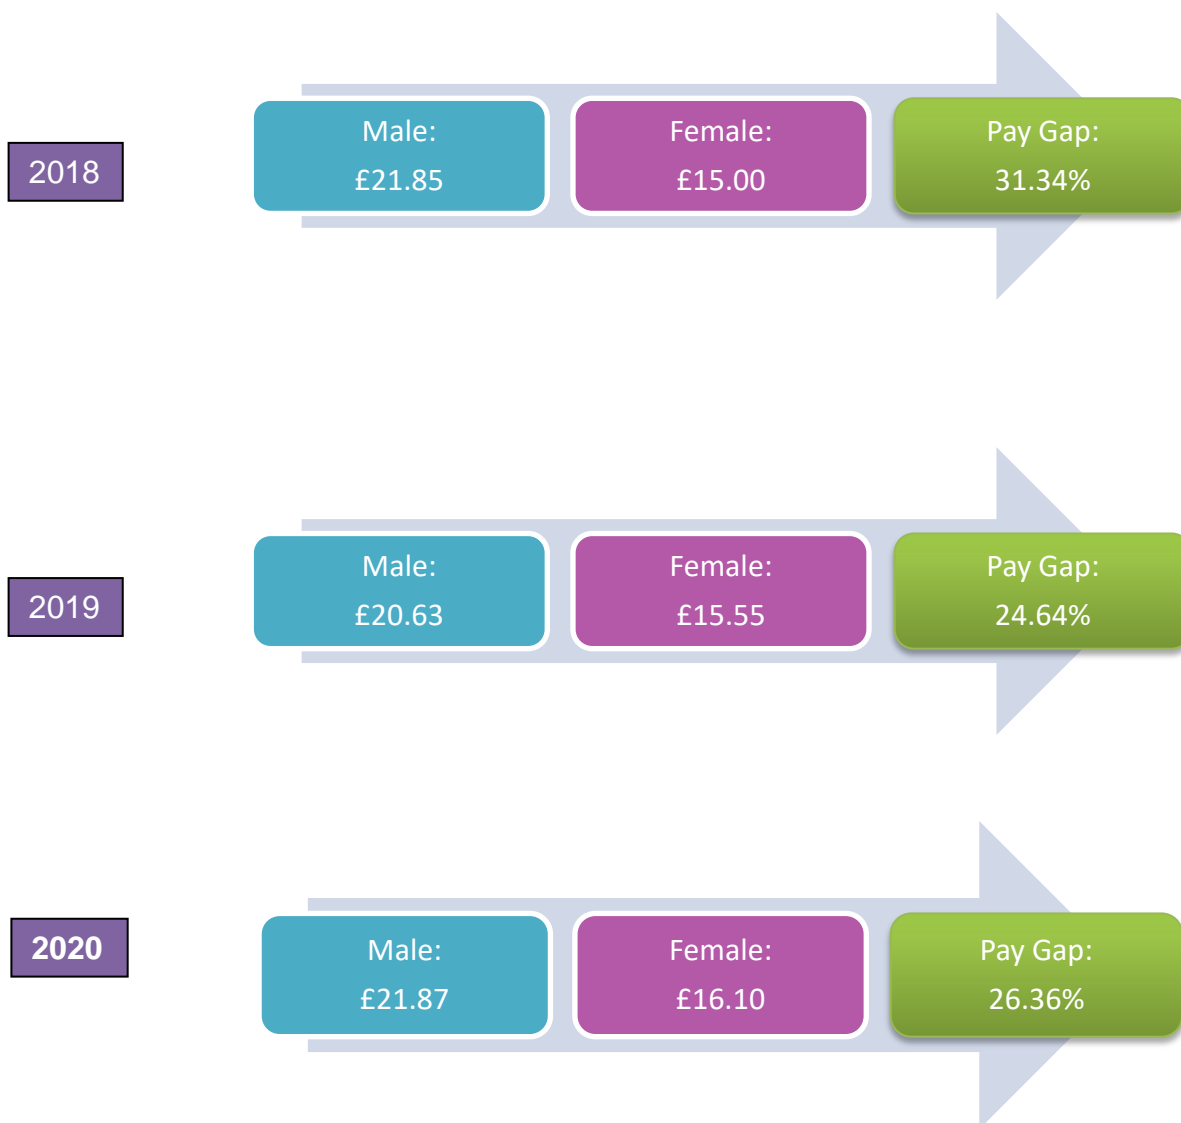 2018
Male:
£21.85
Female:
£15.00
Pay Gap:
31.34%
2019
Male:
£20.63
Female:
£15.55
Pay Gap:
24.64%
2020
Male:
£21.87
Female:
£16.10
Pay Gap:
26.36%